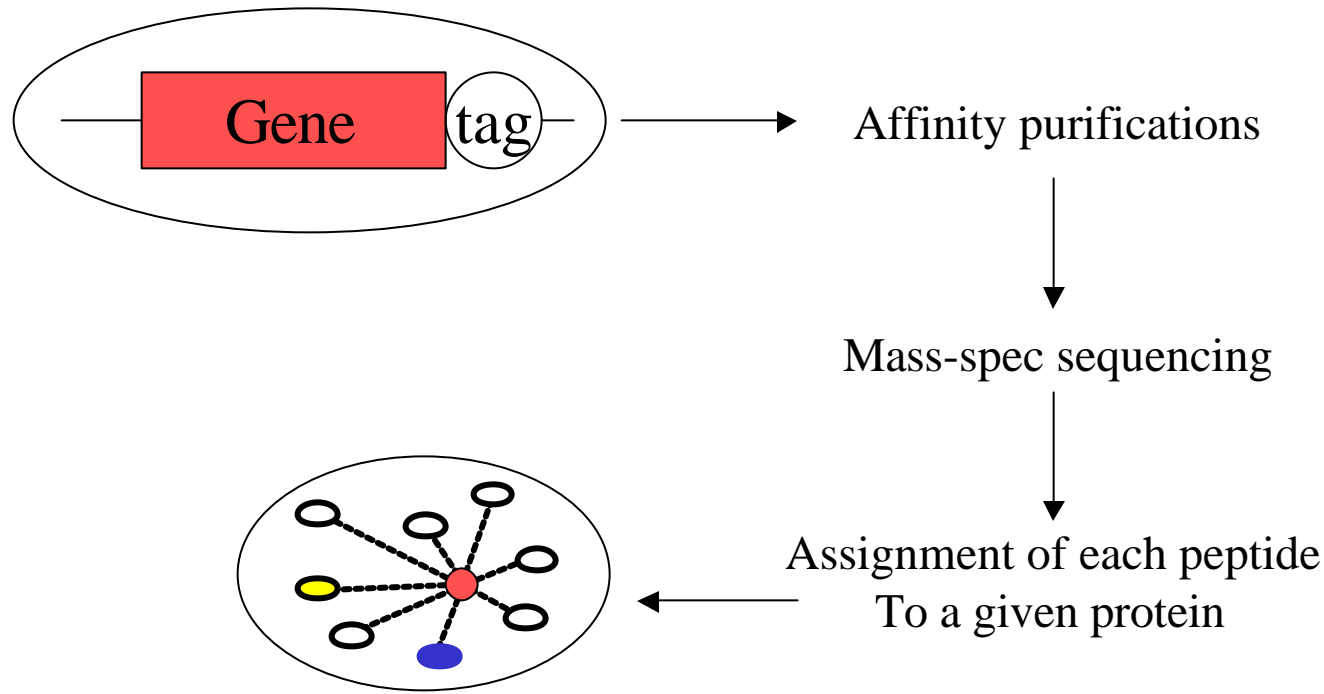 Gene
tag
Affinity purifications
Mass-spec sequencing
Assignment of each peptide
To a given protein